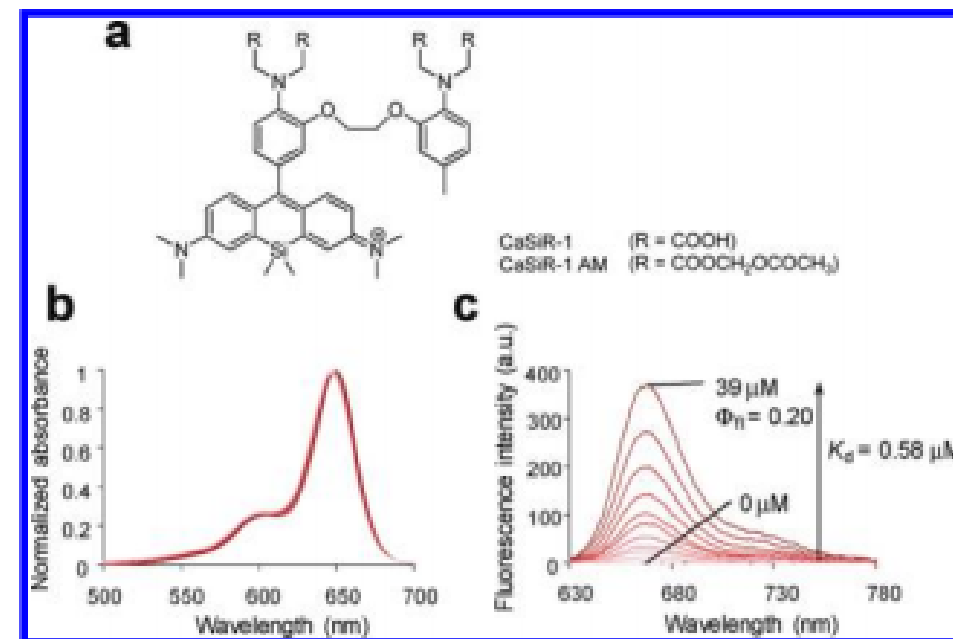 a
R R R R
N N
O O
N Si N⊕
CaSiR-1 (R = COOH)
CaSiR-1 AM (R = COOCH2OCOCH3)
b
Normalized absorbance
1
0.8
0.6
0.4
0.2
0
500 550 600 650 700
Wavelength (nm)
c
Fluorescence intensity (a.u.)
400
300
200
100
0
39 μM
Φfl = 0.20
Kd = 0.58 μM
0 μM
630 680 730 780
Wavelength (nm)